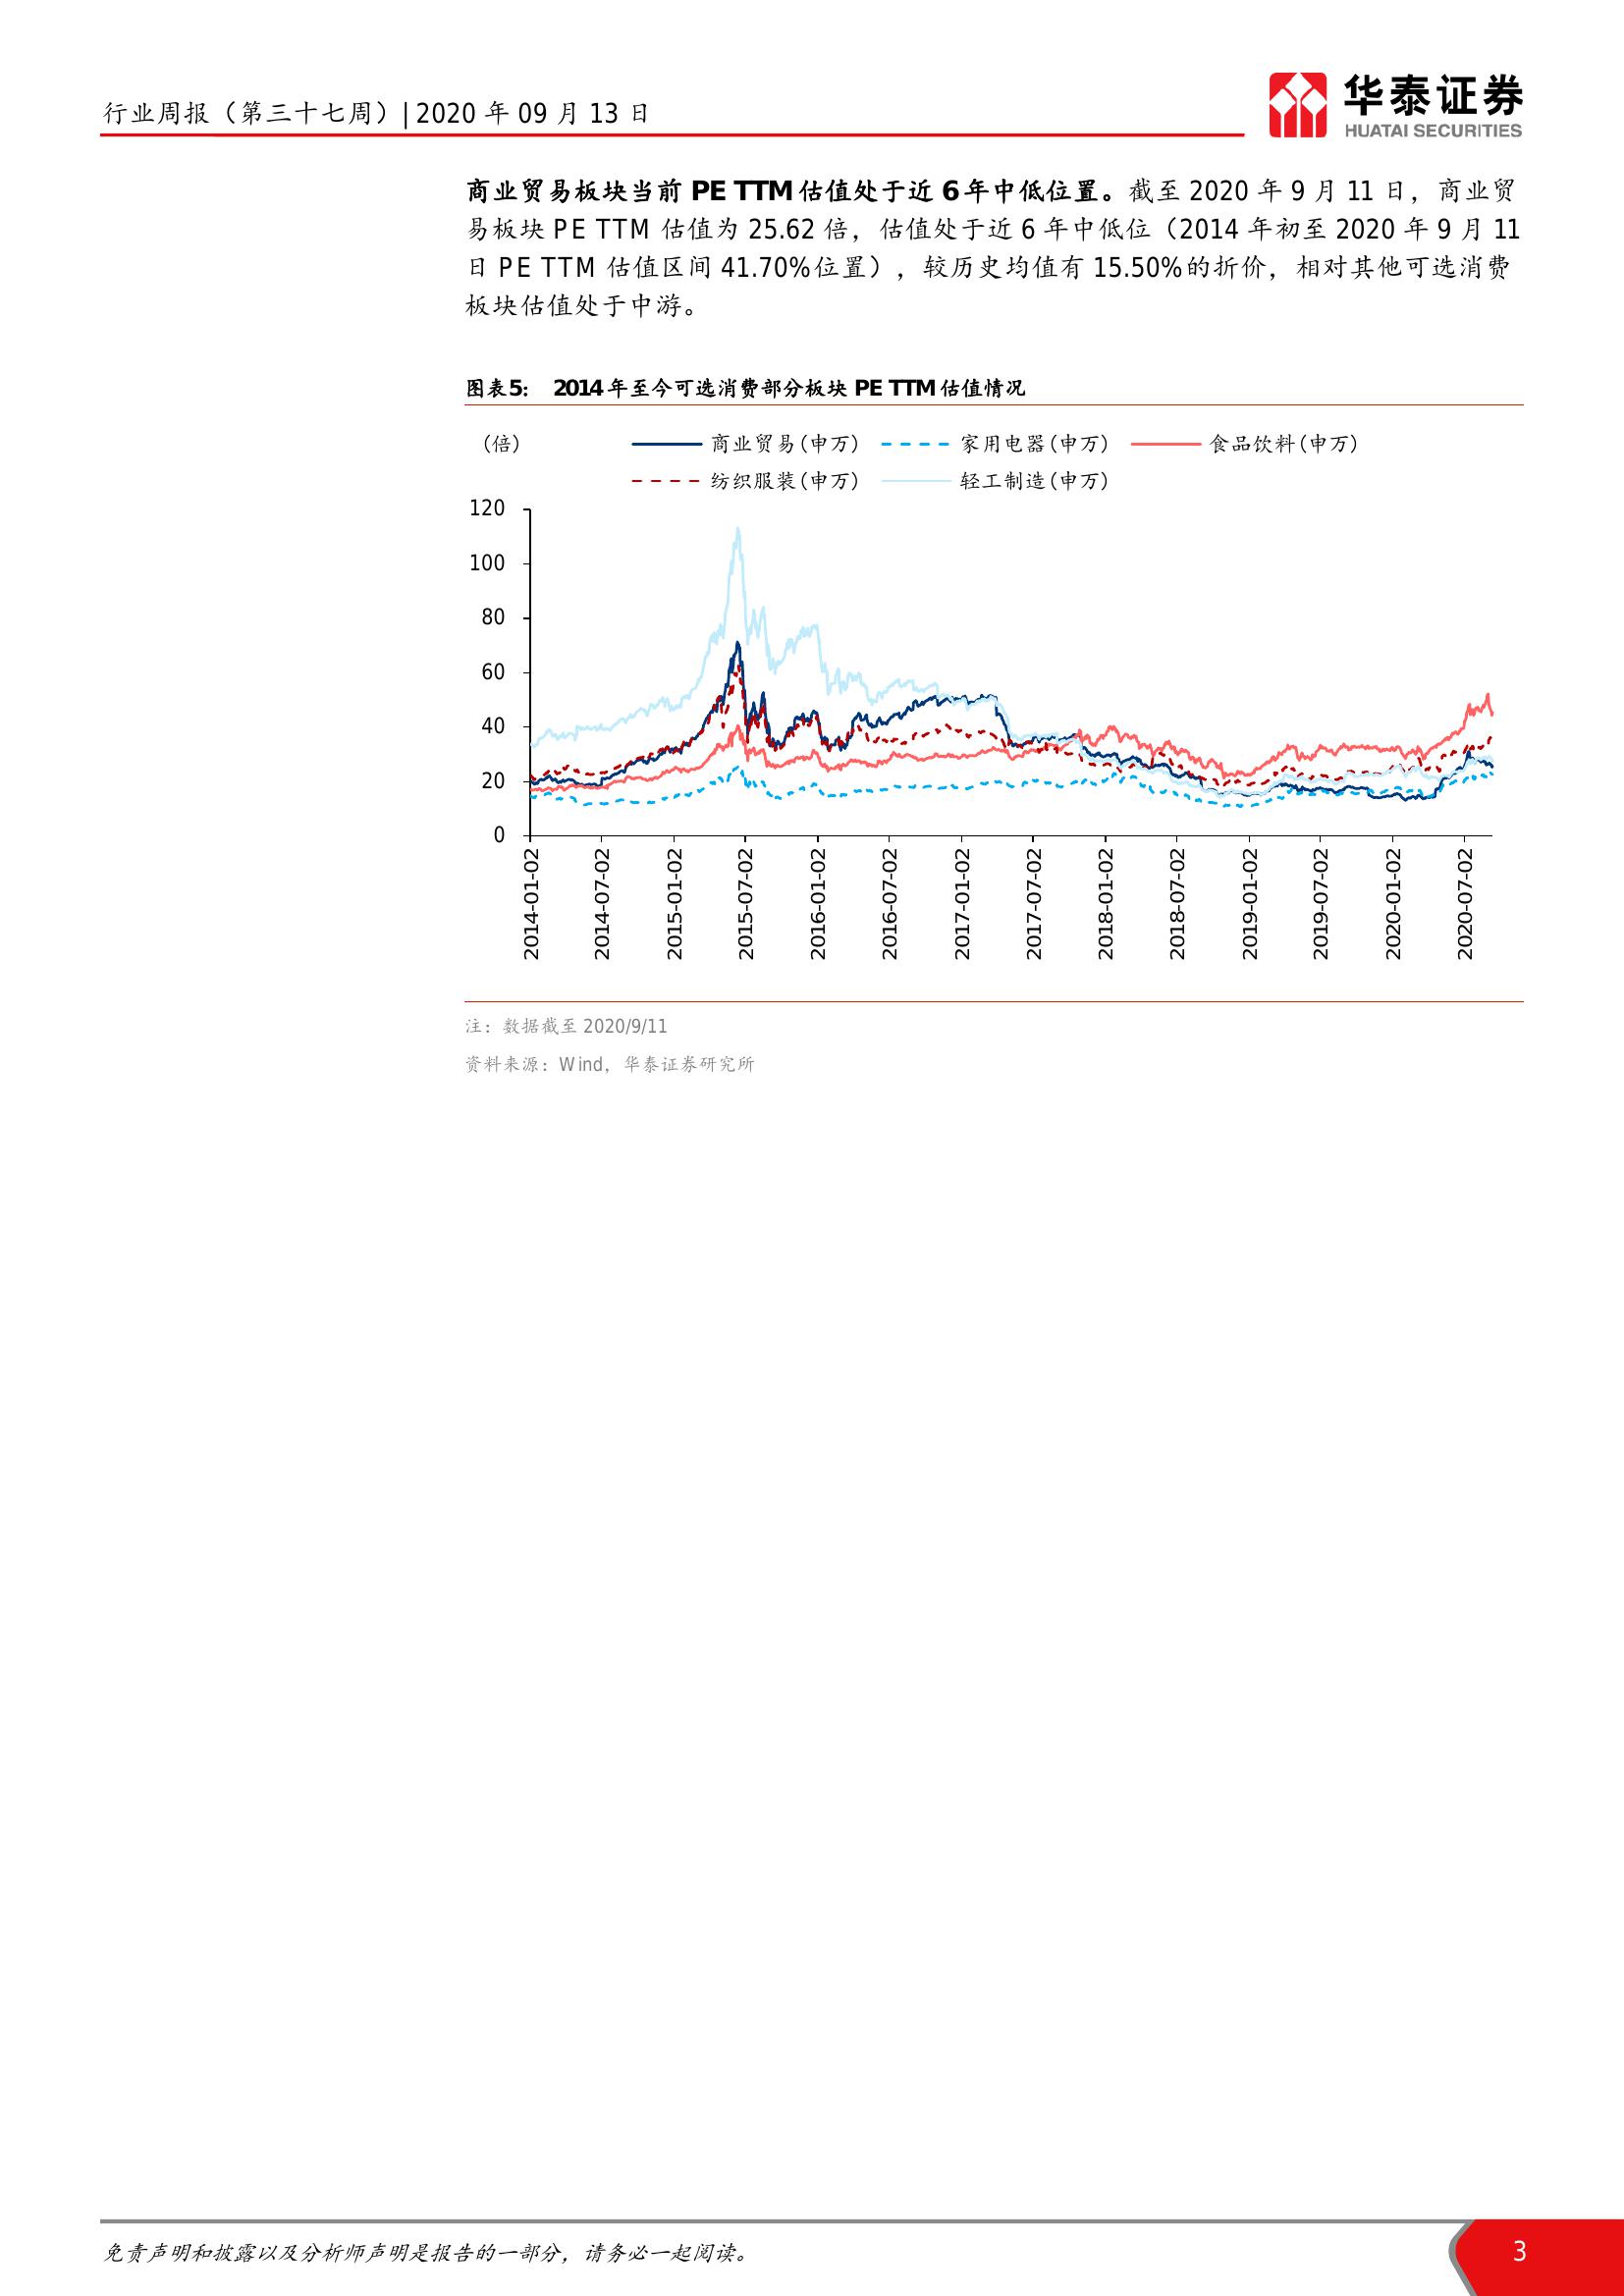 行业周报（第三十七周）| 2020 年 09 月 13 日
华泰证券
HUATAI SECURITIES
商业贸易板块当前 PE TTM 估值处于近 6 年中低位置。截至 2020 年 9 月 11 日，商业贸
易板块 PE TTM 估值为 25.62 倍，估值处于近 6 年中低位（2014 年初至 2020 年 9 月 11
日 PE TTM 估值区间 41.70%位置），较历史均值有 15.50%的折价，相对其他可选消费
板块估值处于中游。
图表5： 2014 年至今可选消费部分板块 PE TTM 估值情况
（倍） 商业贸易(申万) 家用电器(申万) 食品饮料(申万)
纺织服装(申万) 轻工制造(申万)
120
100
80
60
40
20
0
2014-01-02 2014-07-02 2015-01-02 2015-07-02 2016-01-02 2016-07-02 2017-01-02 2017-07-02 2018-01-02 2018-07-02 2019-01-02 2019-07-02 2020-01-02 2020-07-02
注：数据截至 2020/9/11
资料来源：Wind，华泰证券研究所
免责声明和披露以及分析师声明是报告的一部分，请务必一起阅读。 3